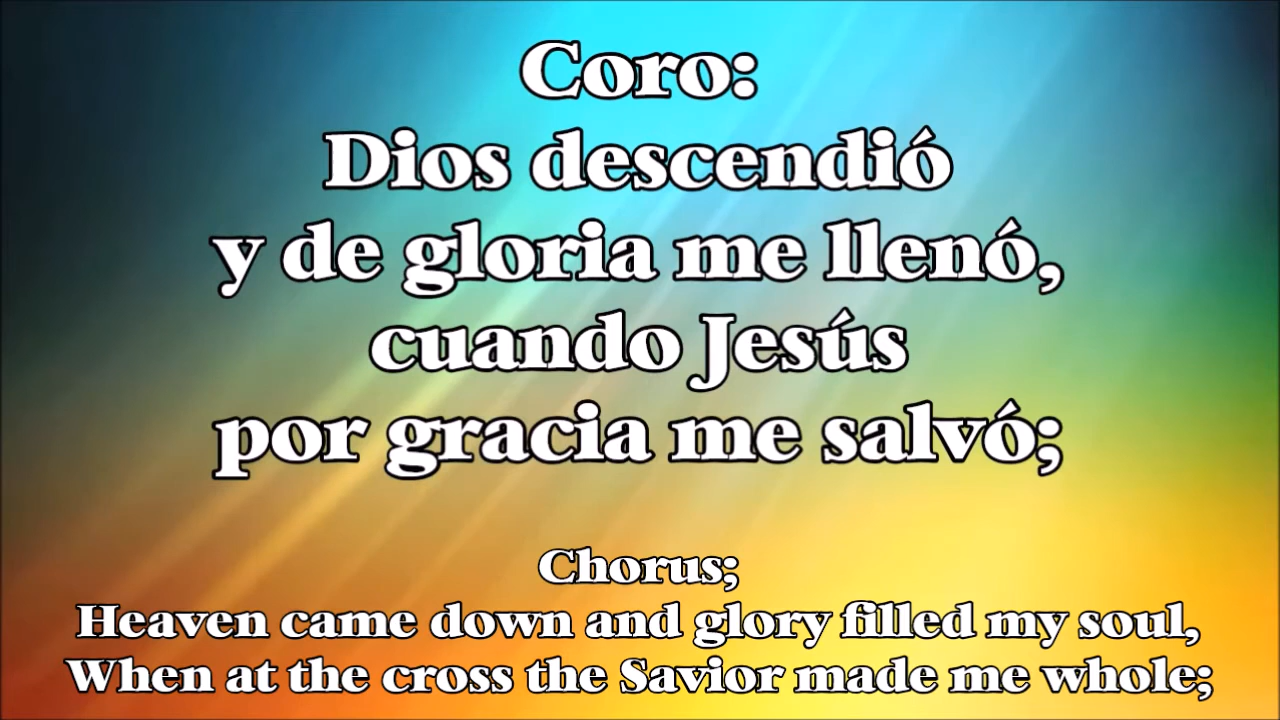 Coro:
Dios descendió
y de gloria me llenó,
cuando Jesús
por gracia me salvó;
Chorus;
Heaven came down and glory filled my soul,
When at the cross the Savior made me whole;